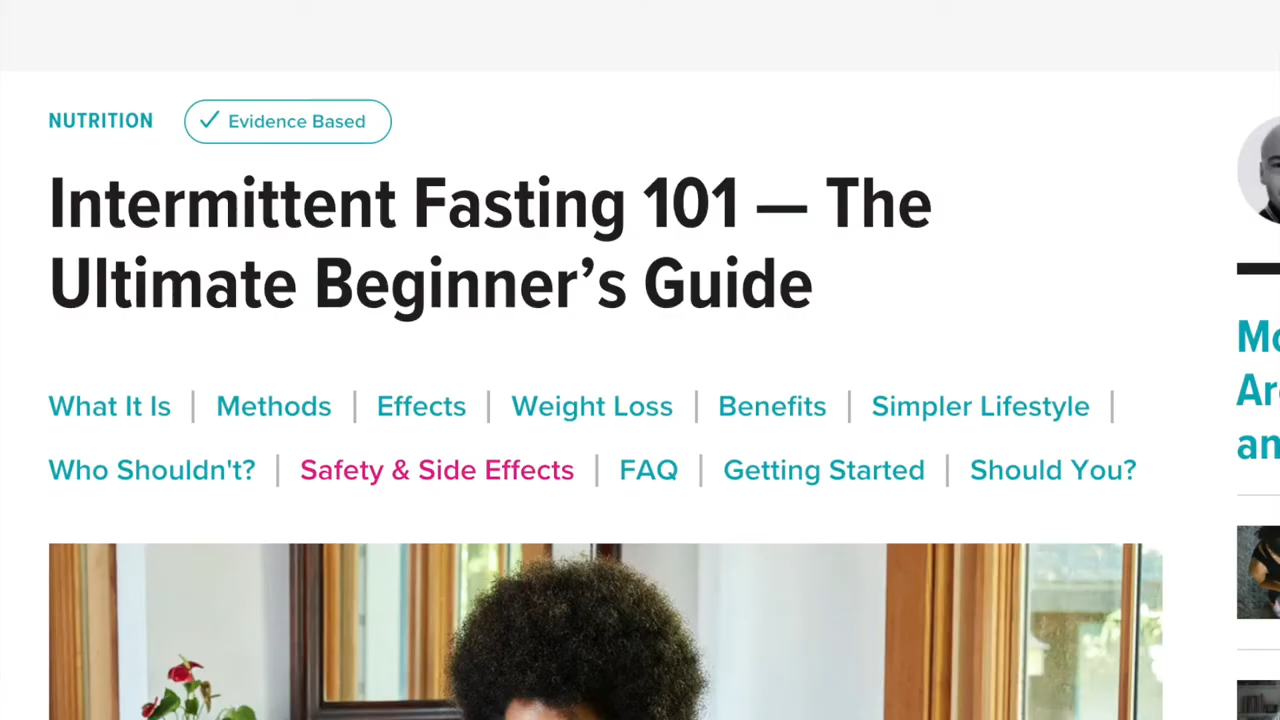 NUTRITION
Evidence Based
Intermittent Fasting 101 — The
Ultimate Beginner’s Guide
What It Is | Methods | Effects | Weight Loss | Benefits | Simpler Lifestyle |
Who Shouldn't? | Safety & Side Effects | FAQ | Getting Started | Should You?
an